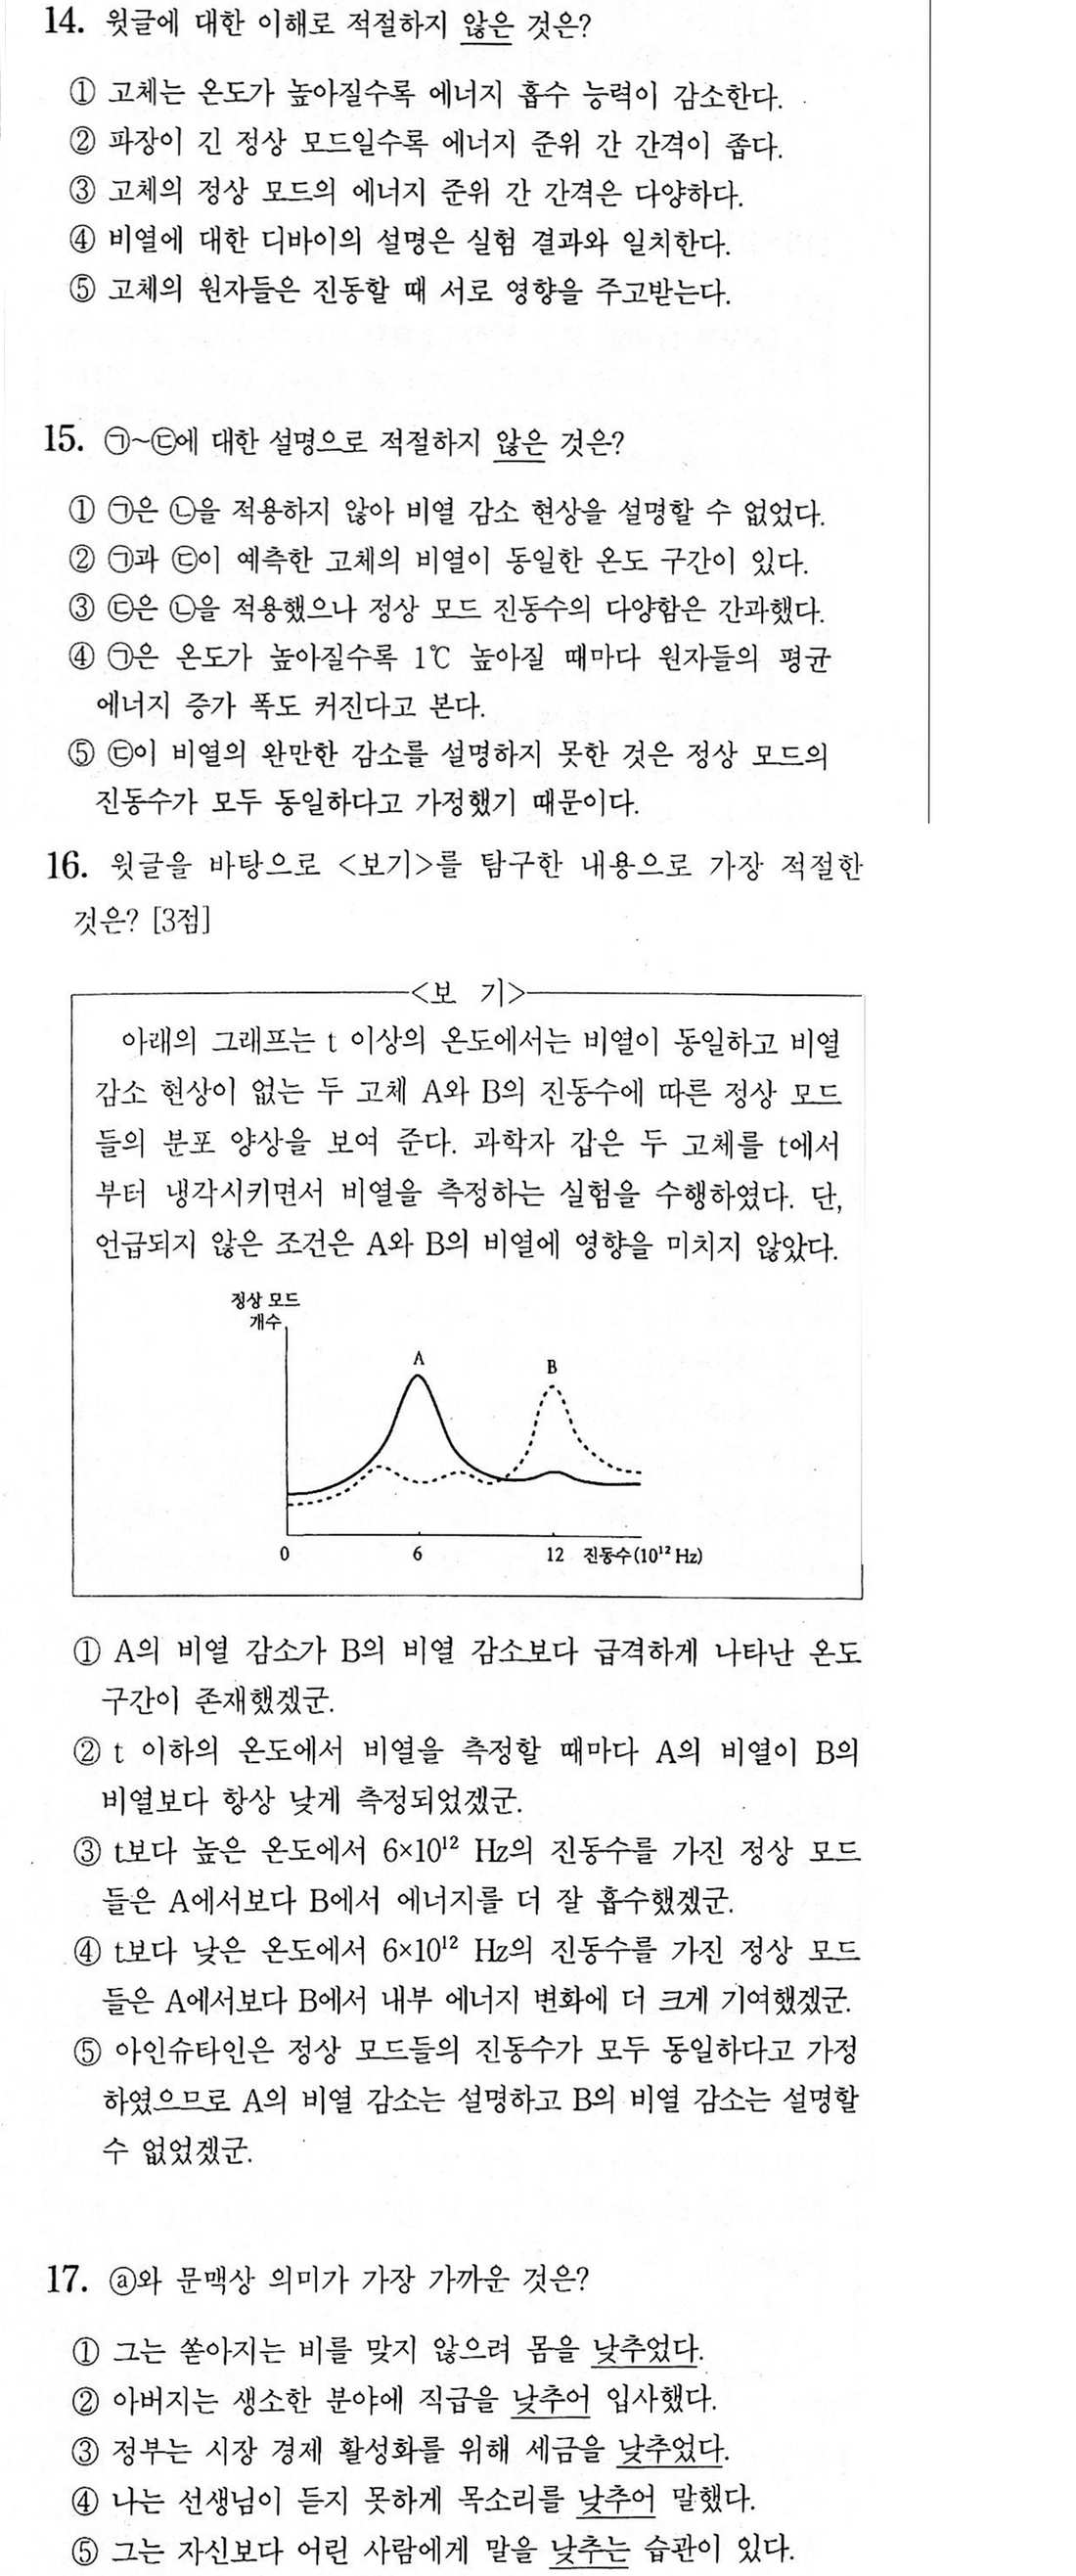 14. 윗글에 대한 이해로 적절하지 않은 것은?
① 고체는 온도가 높아질수록 에너지 흡수 능력이 감소한다.
② 파장이 긴 정상 모드일수록 에너지 준위 간 간격이 좁다.
③ 고체의 정상 모드의 에너지 준위 간 간격은 다양하다.
④ 비열에 대한 디바이의 설명은 실험 결과와 일치한다.
⑤ 고체의 원자들은 진동할 때 서로 영향을 주고받는다.
15. ㉠~㉢에 대한 설명으로 적절하지 않은 것은?
① ㉠은 ㉡을 적용하지 않아 비열 감소 현상을 설명할 수 없었다.
② ㉠과 ㉢이 예측한 고체의 비열이 동일한 온도 구간이 있다.
③ ㉢은 ㉡을 적용했으나 정상 모드 진동수의 다양함은 간과했다.
④ ㉠은 온도가 높아질수록 1℃ 높아질 때마다 원자들의 평균
에너지 증가 폭도 커진다고 본다.
⑤ ㉢이 비열의 완만한 감소를 설명하지 못한 것은 정상 모드의
진동수가 모두 동일하다고 가정했기 때문이다.
16. 윗글을 바탕으로 <보기>를 탐구한 내용으로 가장 적절한
것은? [3점]
<보 기>
아래의 그래프는 t 이상의 온도에서는 비열이 동일하고 비열
감소 현상이 없는 두 고체 A와 B의 진동수에 따른 정상 모드
들의 분포 양상을 보여 준다. 과학자 갑은 두 고체를 t에서
부터 냉각시키면서 비열을 측정하는 실험을 수행하였다. 단,
언급되지 않은 조건은 A와 B의 비열에 영향을 미치지 않았다.
정상 모드
개수
A
B
0 6 12 진동수(10¹² Hz)
① A의 비열 감소가 B의 비열 감소보다 급격하게 나타난 온도
구간이 존재했겠군.
② t 이하의 온도에서 비열을 측정할 때마다 A의 비열이 B의
비열보다 항상 낮게 측정되었겠군.
③ t보다 높은 온도에서 6×10¹² Hz의 진동수를 가진 정상 모드
들은 A에서보다 B에서 에너지를 더 잘 흡수했겠군.
④ t보다 낮은 온도에서 6×10¹² Hz의 진동수를 가진 정상 모드
들은 A에서보다 B에서 내부 에너지 변화에 더 크게 기여했겠군.
⑤ 아인슈타인은 정상 모드들의 진동수가 모두 동일하다고 가정
하였으므로 A의 비열 감소는 설명하고 B의 비열 감소는 설명할
수 없었겠군.
17. ⓐ와 문맥상 의미가 가장 가까운 것은?
① 그는 쏟아지는 비를 맞지 않으려 몸을 낮추었다.
② 아버지는 생소한 분야에 직급을 낮추어 입사했다.
③ 정부는 시장 경제 활성화를 위해 세금을 낮추었다.
④ 나는 선생님이 듣지 못하게 목소리를 낮추어 말했다.
⑤ 그는 자신보다 어린 사람에게 말을 낮추는 습관이 있다.